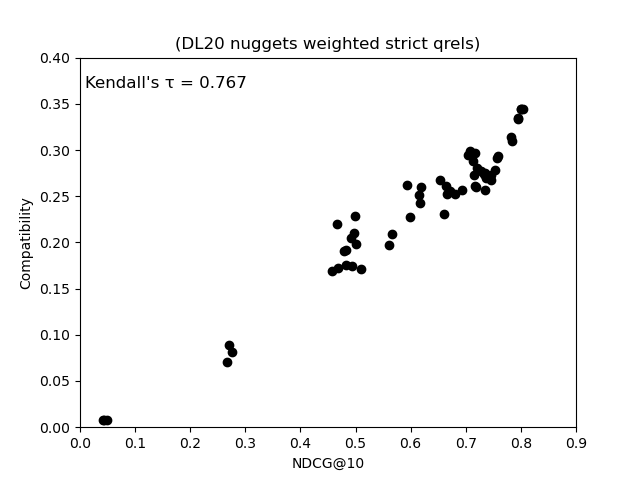 (DL20 nuggets weighted strict qrels)
Kendall's τ = 0.767
0.40
0.35
0.30
0.25
0.20
0.15
0.10
0.05
0.00
Compatibility
0.0 0.1 0.2 0.3 0.4 0.5 0.6 0.7 0.8 0.9
NDCG@10